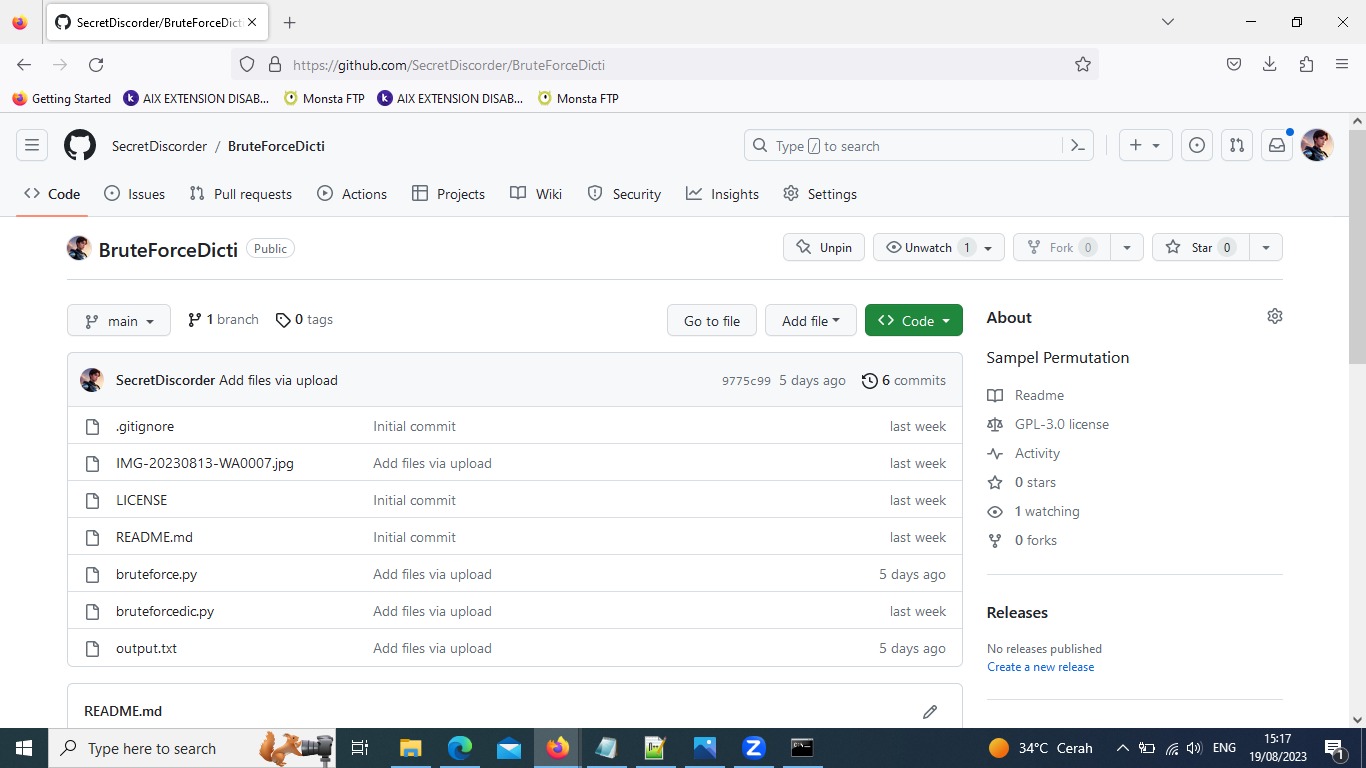 SecretDiscorder/BruteForceDicti
https://github.com/SecretDiscorder/BruteForceDicti
Getting Started AIX EXTENSION DISAB... Monsta FTP AIX EXTENSION DISAB... Monsta FTP
SecretDiscorder / BruteForceDicti Type / to search
Code Issues Pull requests Actions Projects Wiki Security Insights Settings
BruteForceDicti Public Unpin Unwatch 1 Fork 0 Star 0
main 1 branch 0 tags Go to file Add file Code
SecretDiscorder Add files via upload 9775c99 5 days ago 6 commits
.gitignore Initial commit last week
IMG-20230813-WA0007.jpg Add files via upload last week
LICENSE Initial commit last week
README.md Initial commit last week
bruteforce.py Add files via upload 5 days ago
bruteforcedic.py Add files via upload last week
output.txt Add files via upload 5 days ago
README.md
About
Sampel Permutation
Readme
GPL-3.0 license
Activity
0 stars
1 watching
0 forks
Releases
No releases published
Create a new release
Type here to search 34°C Cerah ENG 15:17
19/08/2023 1